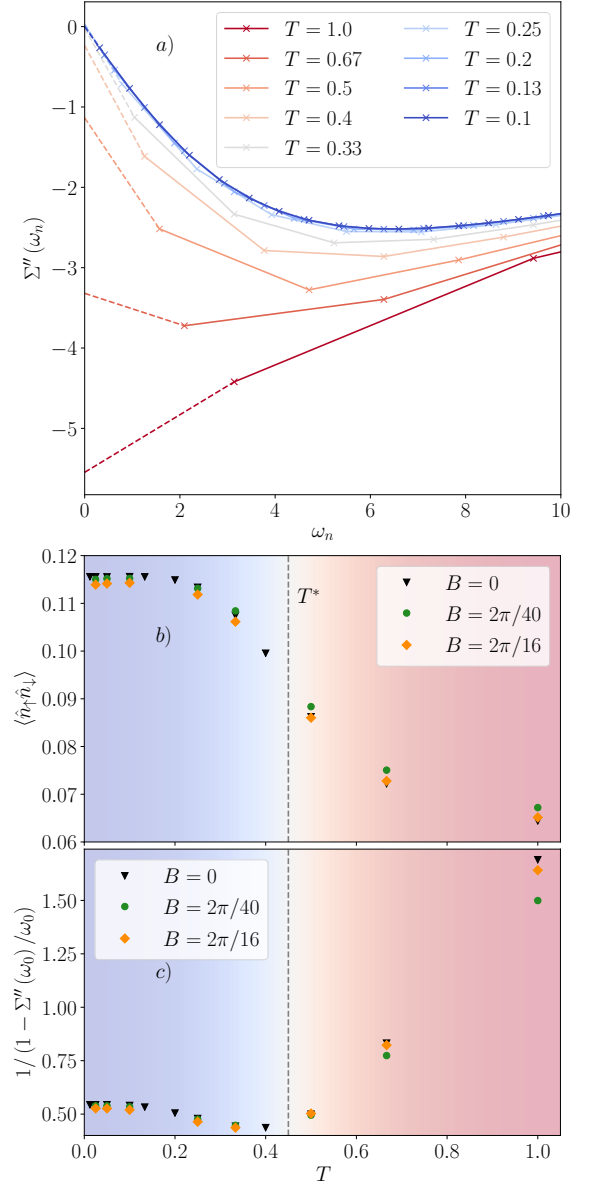 a)
T = 1.0
T = 0.67
T = 0.5
T = 0.4
T = 0.33
T = 0.25
T = 0.2
T = 0.13
T = 0.1
0
−1
−2
−3
−4
−5
Σ′′(ωₙ)
0 2 4 6 8 10
ωₙ
b)
T*
B = 0
B = 2π/40
B = 2π/16
0.12
0.11
0.10
0.09
0.08
0.07
0.06
⟨n̂↑n̂↓⟩
c)
B = 0
B = 2π/40
B = 2π/16
1.50
1.25
1.00
0.75
0.50
1/(1 − Σ′′(ω₀)/ω₀)
0.0 0.2 0.4 0.6 0.8 1.0
T